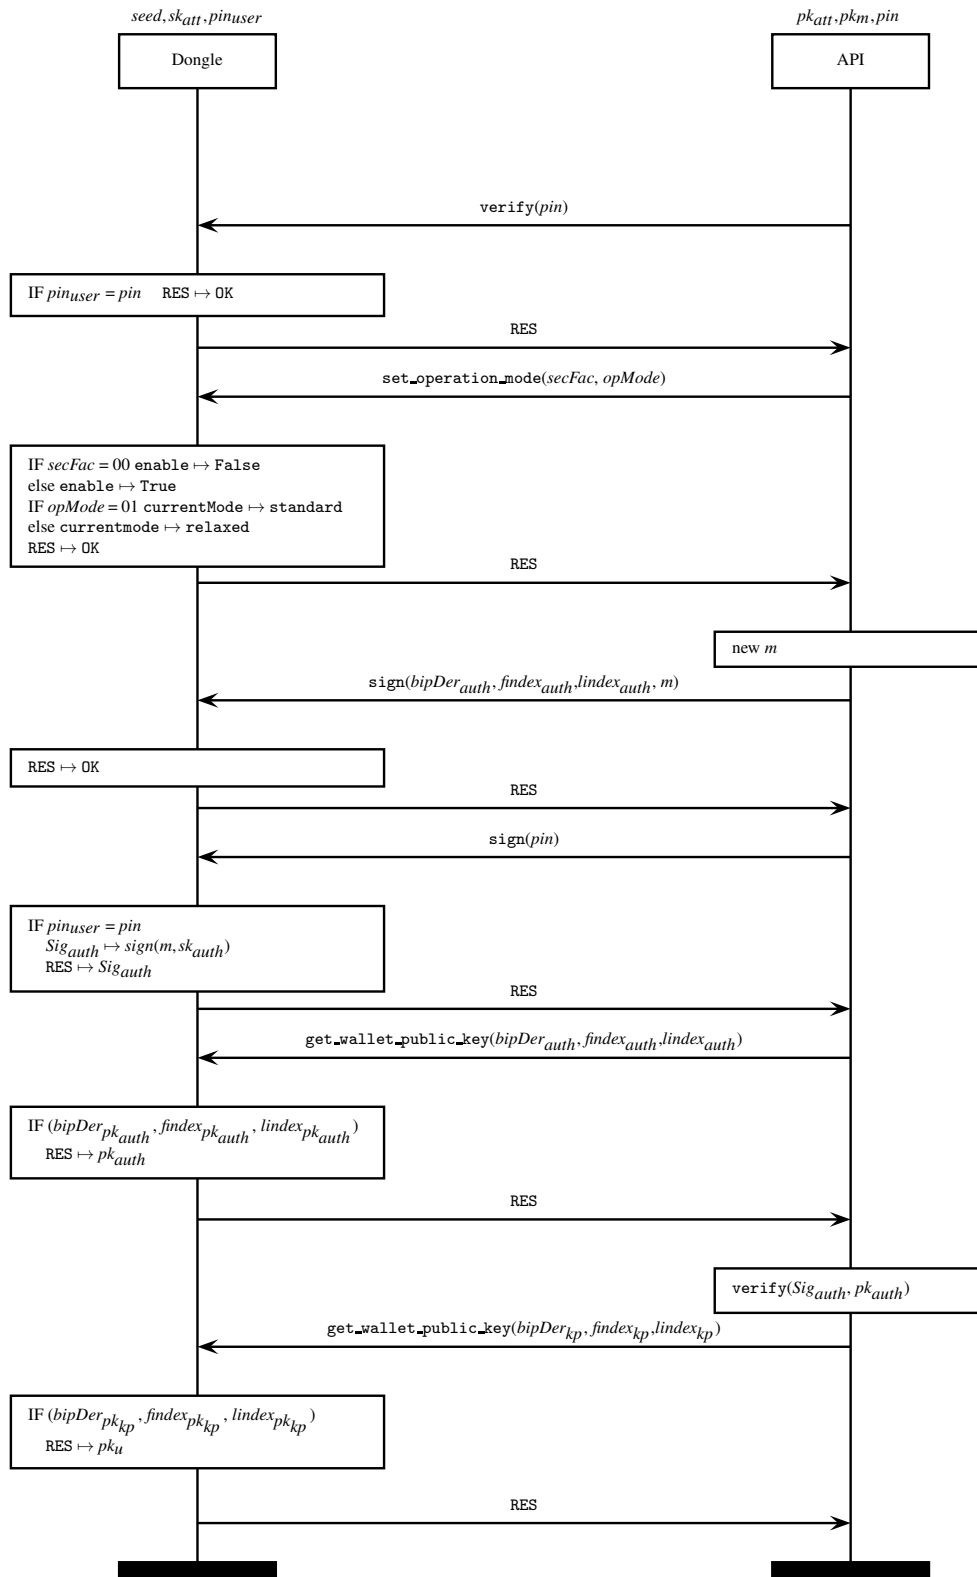 seed, sk_att, pin_user
pk_att, pk_m, pin
Dongle
API
verify(pin)
IF pin_user = pin RES ↦ OK
RES
set_operation_mode(secFac, opMode)
IF secFac = 00 enable ↦ False
else enable ↦ True
IF opMode = 01 currentMode ↦ standard
else currentmode ↦ relaxed
RES ↦ OK
RES
new m
sign(bipDer_auth, findex_auth, lindex_auth, m)
RES ↦ OK
RES
sign(pin)
IF pin_user = pin
Sig_auth ↦ sign(m, sk_auth)
RES ↦ Sig_auth
RES
get_wallet_public_key(bipDer_auth, findex_auth, lindex_auth)
IF (bipDer_pk_auth, findex_pk_auth, lindex_pk_auth)
RES ↦ pk_auth
RES
verify(Sig_auth, pk_auth)
get_wallet_public_key(bipDer_kp, findex_kp, lindex_kp)
IF (bipDer_pk_kp, findex_pk_kp, lindex_pk_kp)
RES ↦ pk_u
RES